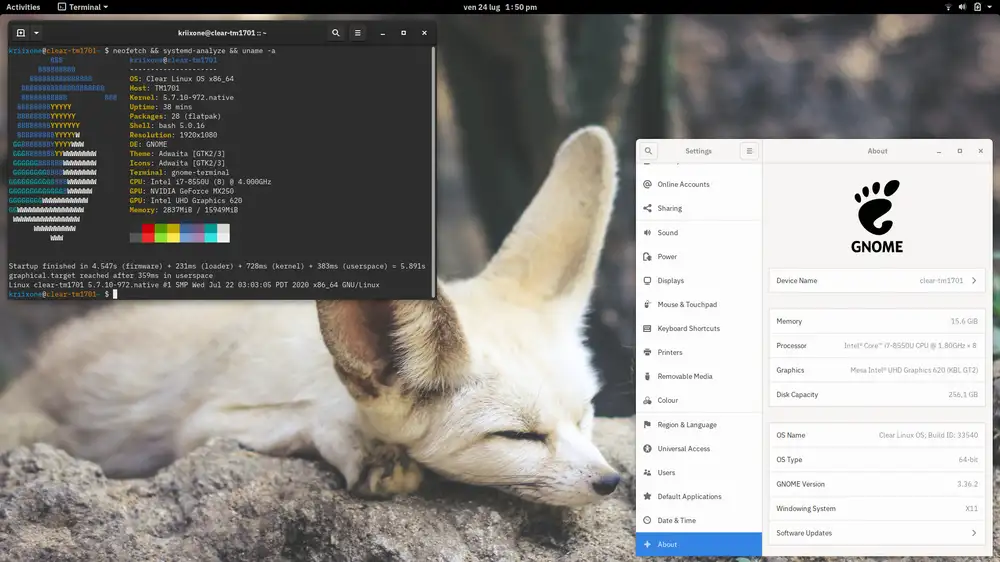 Activities
Terminal
ven 24 lug 1:50 pm
kriixone@clear-tm1701:~
kriixone@clear-tm1701~ $ neofetch && systemd-analyze && uname -a
kriixone@clear-tm1701
---------------------
OS: Clear Linux OS x86_64
Host: TM1701
Kernel: 5.7.10-972.native
Uptime: 38 mins
Packages: 28 (flatpak)
Shell: bash 5.0.16
Resolution: 1920x1080
DE: GNOME
Theme: Adwaita [GTK2/3]
Icons: Adwaita [GTK2/3]
Terminal: gnome-terminal
CPU: Intel i7-8550U (8) @ 4.000GHz
GPU: NVIDIA GeForce MX250
GPU: Intel UHD Graphics 620
Memory: 2837MiB / 15949MiB
Startup finished in 4.547s (firmware) + 231ms (loader) + 728ms (kernel) + 383ms (userspace) = 5.891s
graphical.target reached after 359ms in userspace
Linux clear-tm1701 5.7.10-972.native #1 SMP Wed Jul 22 03:03:05 PDT 2020 x86_64 GNU/Linux
kriixone@clear-tm1701~ $
Settings
About
Online Accounts
Sharing
Sound
Power
Displays
Mouse & Touchpad
Keyboard Shortcuts
Printers
Removable Media
Colour
Region & Language
Universal Access
Users
Default Applications
Date & Time
About
GNOME
Device Name clear-tm1701
Memory 15.6 GiB
Processor Intel® Core™ i7-8550U CPU @ 1.80GHz × 8
Graphics Mesa Intel® UHD Graphics 620 (KBL GT2)
Disk Capacity 256,1 GB
OS Name Clear Linux OS; Build ID: 33540
OS Type 64-bit
GNOME Version 3.36.2
Windowing System X11
Software Updates